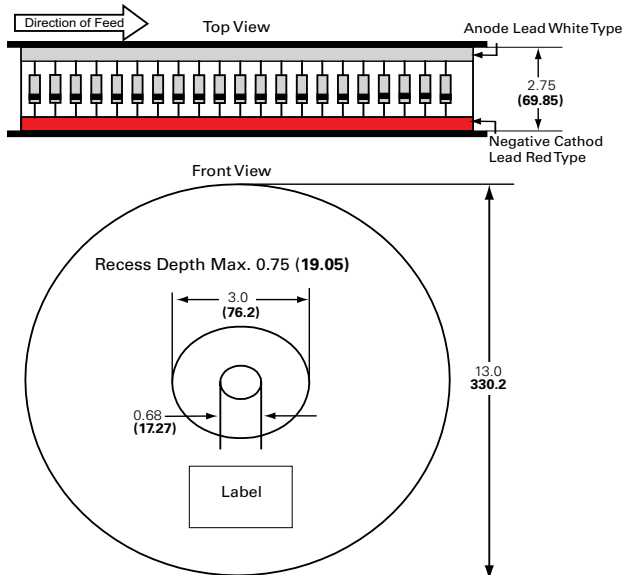 Direction of Feed
Top View
Anode Lead White Type
2.75
(69.85)
Negative Cathod
Lead Red Type
Front View
Recess Depth Max. 0.75 (19.05)
3.0
(76.2)
13.0
330.2
0.68
(17.27)
Label